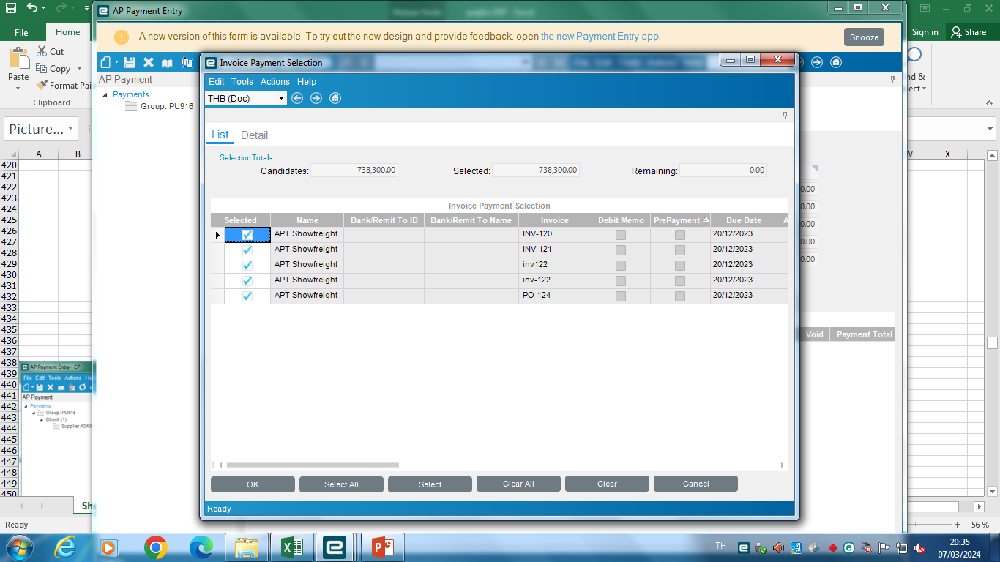 AP Payment Entry
File
Home
Sign in
Share
A new version of this form is available. To try out the new design and provide feedback, open the new Payment Entry app.
Snooze
Cut
Copy
Format Pai
Paste
Clipboard
AP Payment
Payments
Group: PU916
Invoice Payment Selection
Edit Tools Actions Help
THB (Doc)
List Detail
Selection Totals
Candidates: 738,300.00 Selected: 738,300.00 Remaining: 0.00
Invoice Payment Selection
Selected Name Bank/Remit To ID Bank/Remit To Name Invoice Debit Memo PrePayment Due Date A
APT Showfreight INV-120 20/12/2023
APT Showfreight INV-121 20/12/2023
APT Showfreight inv122 20/12/2023
APT Showfreight inv-122 20/12/2023
APT Showfreight PO-124 20/12/2023
OK Select All Select Clear All Clear Cancel
Ready
Void Payment Total
nd &
ect
Picture...
A B
W X
420
421
422
423
424
425
426
427
428
429
430
431
432
433
434
435
436
437
438
439
440
441
442
443
444
445
446
447
448
449
450
0.00
0.00
0.00
0.00
0.00
AP Payment Entry - CP
File Edit Tools Actions He
AP Payment
Payments
Group: PU916
Check (1)
Supplier:A040
Sh
Ready
56 %
TH
20:35
07/03/2024